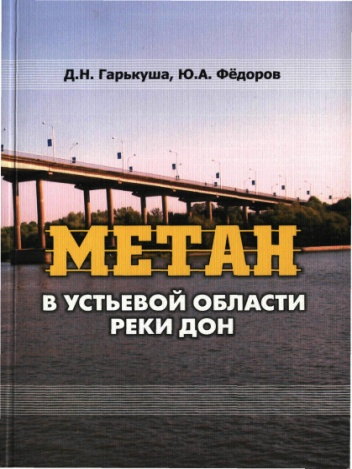 Д.Н. Гарькуша, Ю.А. Фёдоров
МЕТАН
В УСТЬЕВОЙ ОБЛАСТИ
РЕКИ ДОН